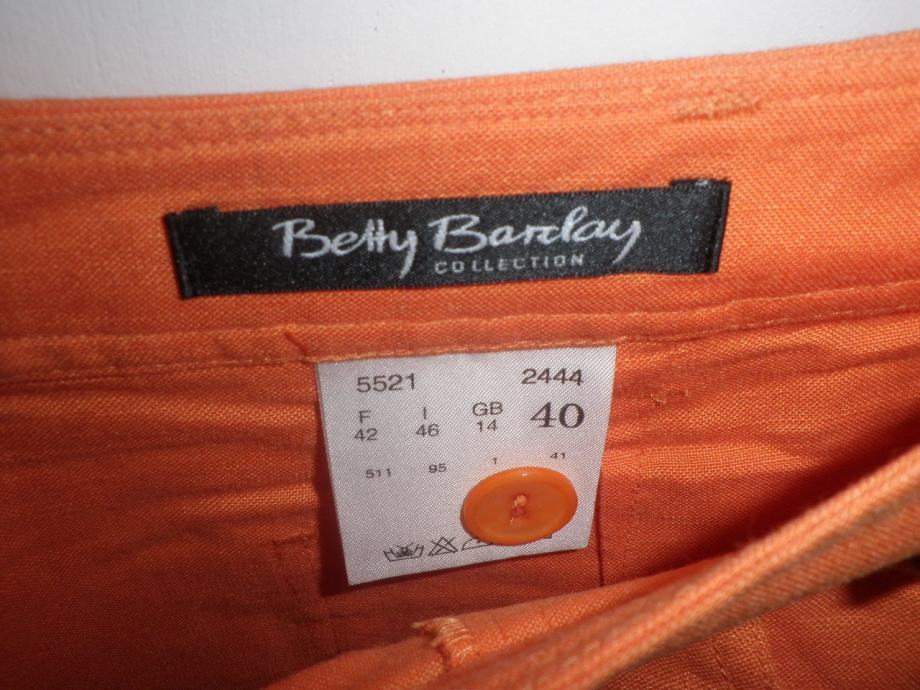 Betty Barclay
COLLECTION
5521 2444
F I GB 40
42 46 14
511 95 1 41